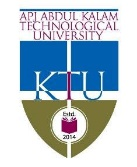 APJ ABDUL KALAM
TECHNOLOGICAL
UNIVERSITY
KTU
Estd.
2014